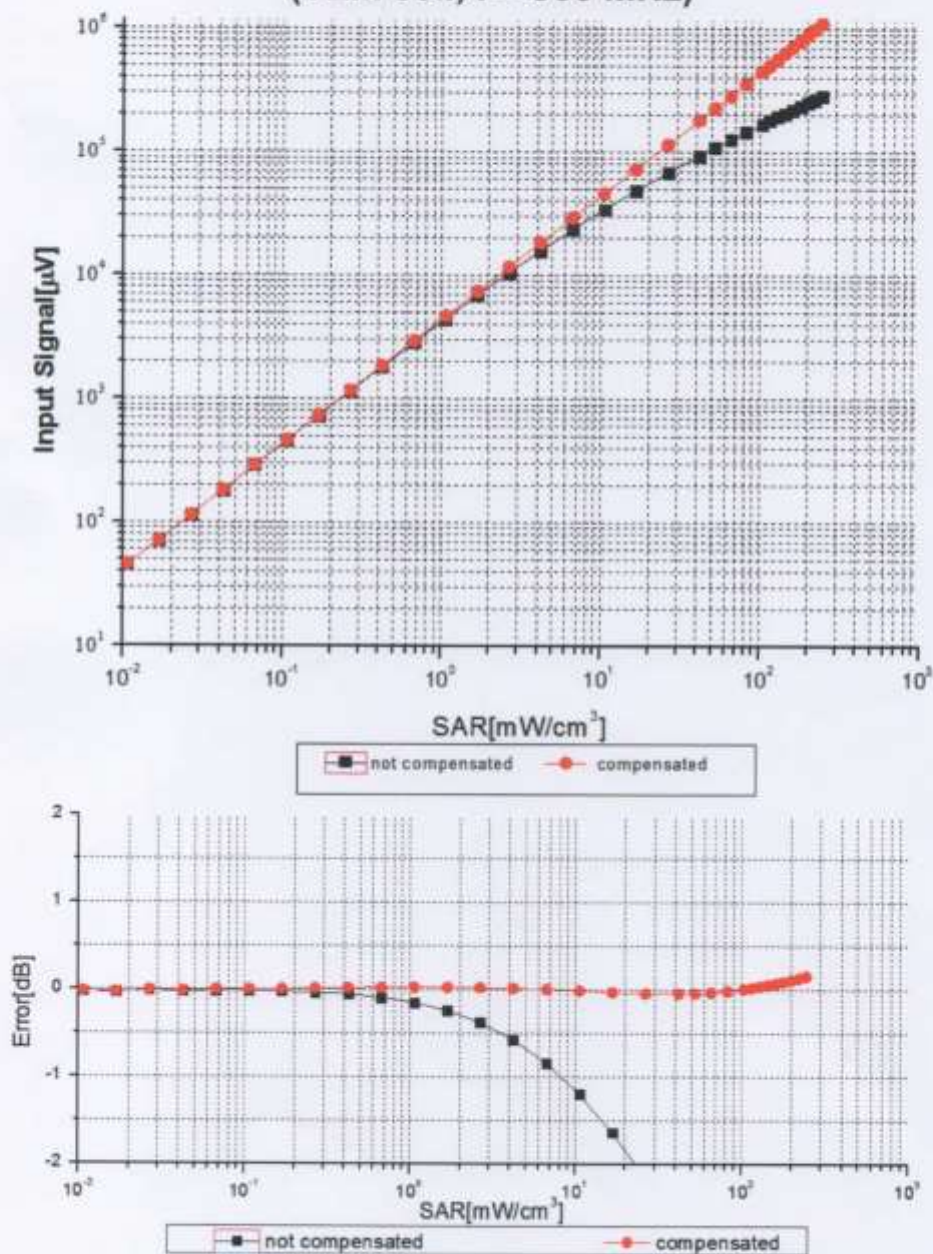 10⁶
10⁵
10⁴
10³
10²
10¹
Input Signal[µV]
10⁻² 10⁻¹ 10⁰ 10¹ 10² 10³
SAR[mW/cm³]
not compensated compensated
2
1
0
-1
-2
Error[dB]
10⁻² 10⁻¹ 10⁰ 10¹ 10² 10³
SAR[mW/cm³]
not compensated compensated